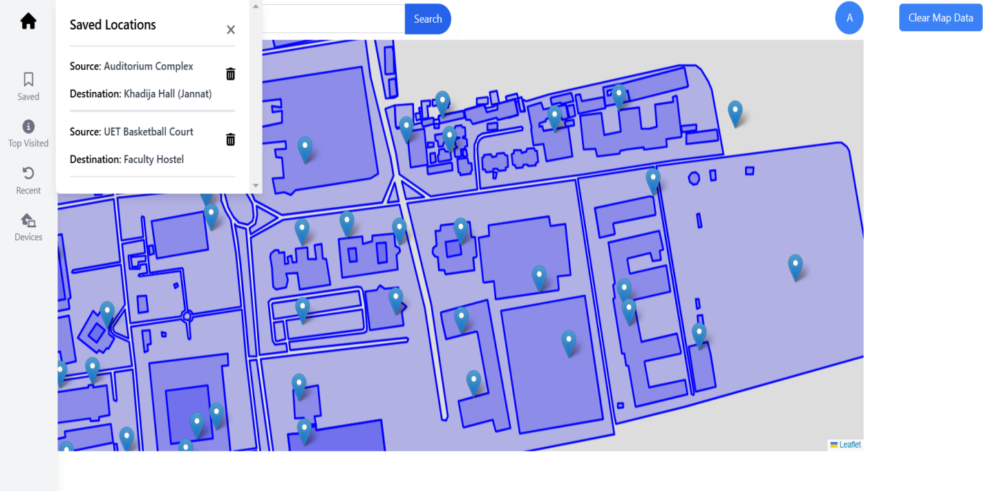 Saved Locations
Source: Auditorium Complex
Destination: Khadija Hall (Jannat)
Source: UET Basketball Court
Destination: Faculty Hostel
Search
A
Clear Map Data
Saved
Top Visited
Recent
Devices
Leaflet